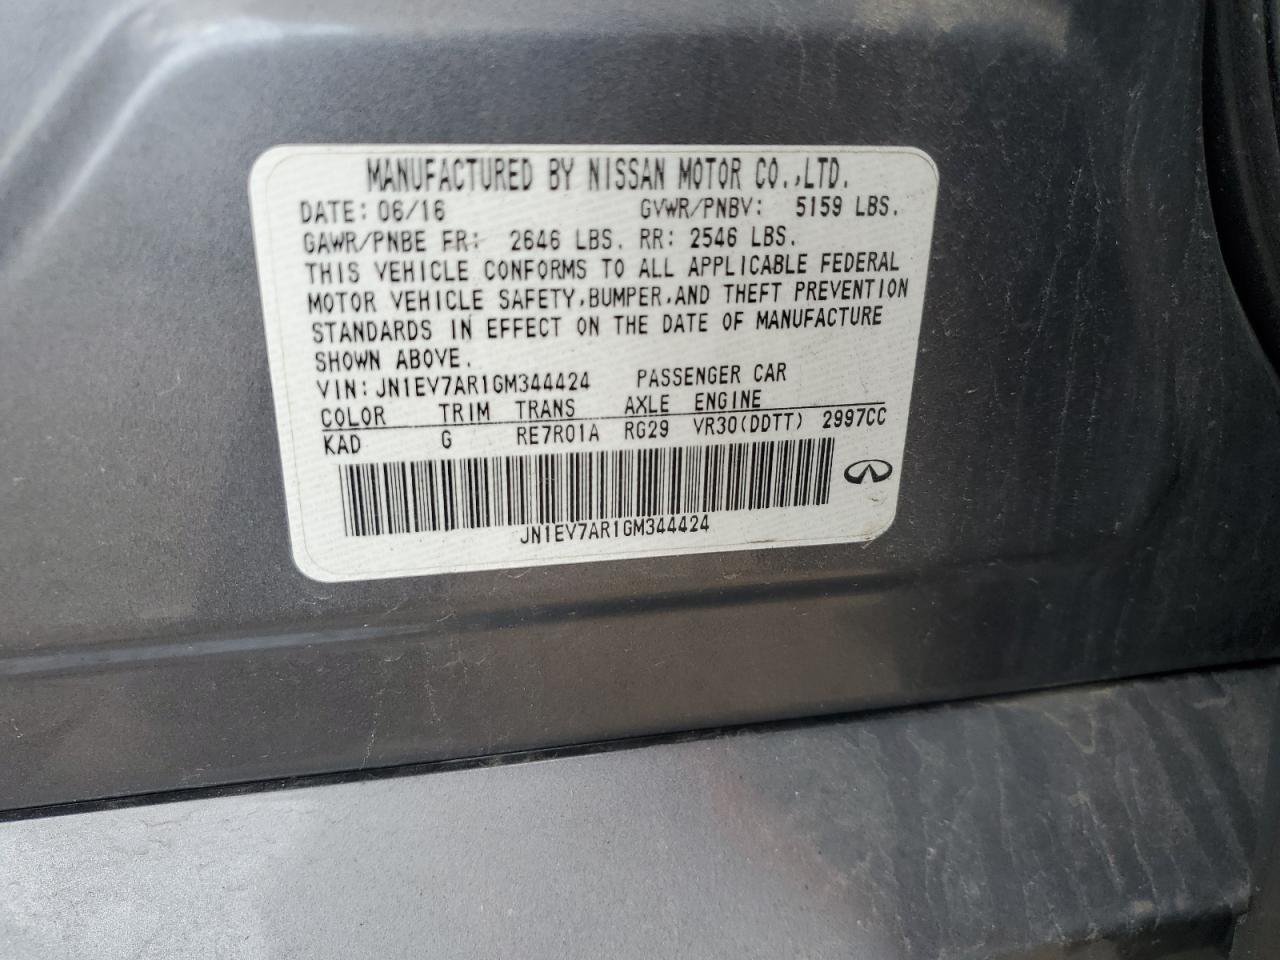 MANUFACTURED BY NISSAN MOTOR CO.,LTD.
DATE: 06/16 GVWR/PNBV: 5159 LBS.
GAWR/PNBE FR: 2646 LBS. RR: 2546 LBS.
THIS VEHICLE CONFORMS TO ALL APPLICABLE FEDERAL
MOTOR VEHICLE SAFETY,BUMPER,AND THEFT PREVENTION
STANDARDS IN EFFECT ON THE DATE OF MANUFACTURE
SHOWN ABOVE.
VIN: JN1EV7AR1GM344424 PASSENGER CAR
COLOR TRIM TRANS AXLE ENGINE
KAD G RE7R01A RG29 VR30(DDTT) 2997CC
JN1EV7AR1GM344424